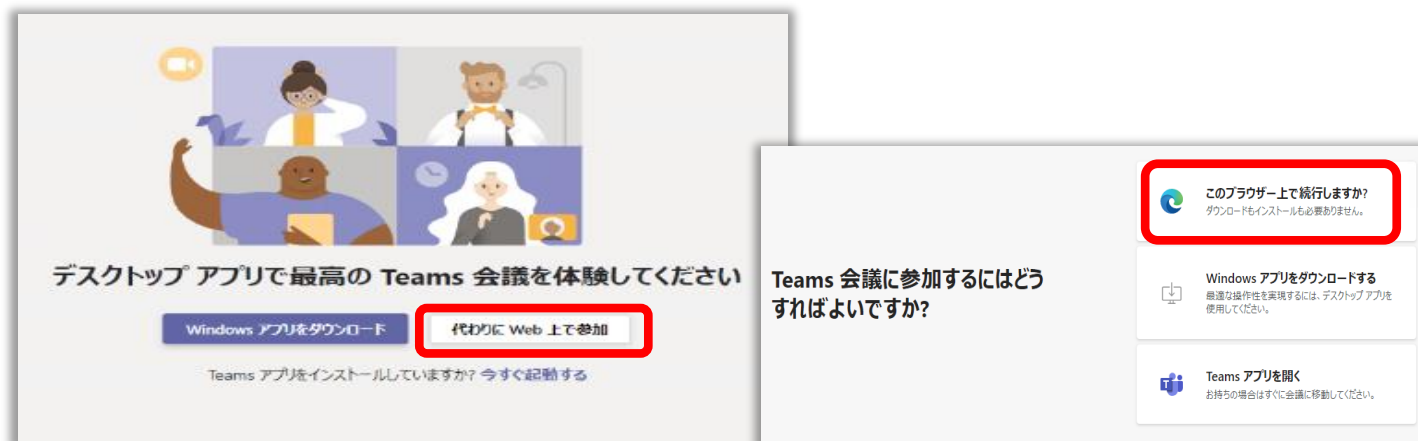 デスクトップ アプリで最高の Teams 会議を体験してください
Windows アプリをダウンロード
代わりに Web 上で参加
Teams アプリをインストールしていますか? 今すぐ起動する
Teams 会議に参加するにはどう
すればよいですか?
このブラウザー上で続行しますか?
ダウンロードもインストールも必要ありません。
Windows アプリをダウンロードする
最適な操作性を実現するには、デスクトップ アプリを
使用してください。
Teams アプリを開く
お持ちの場合はすぐに会議に移動してください。